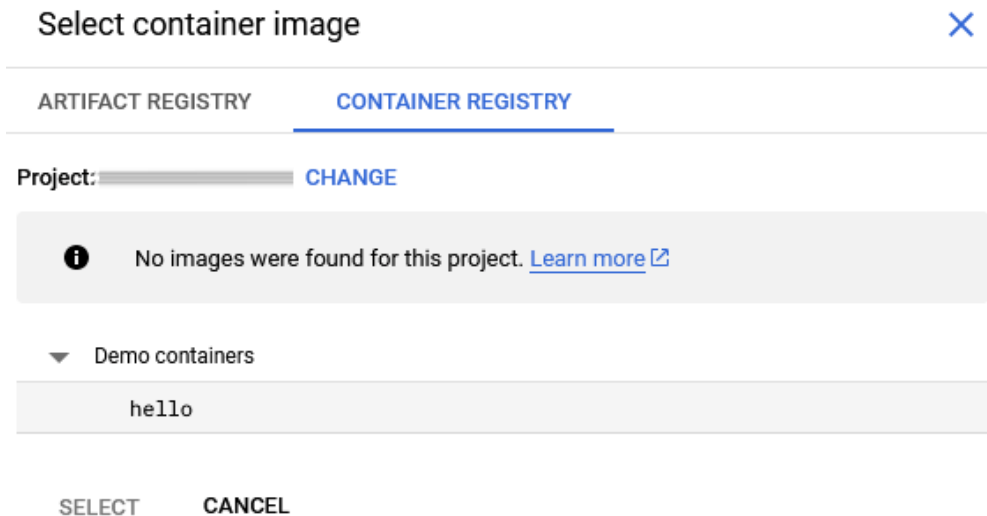 Select container image
ARTIFACT REGISTRY CONTAINER REGISTRY
Project: CHANGE
No images were found for this project. Learn more
Demo containers
hello
SELECT CANCEL